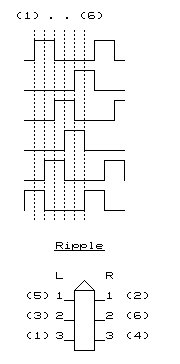 (1) . . (6)
Ripple
L R
(5) 1 1 (2)
(3) 2 2 (6)
(1) 3 3 (4)